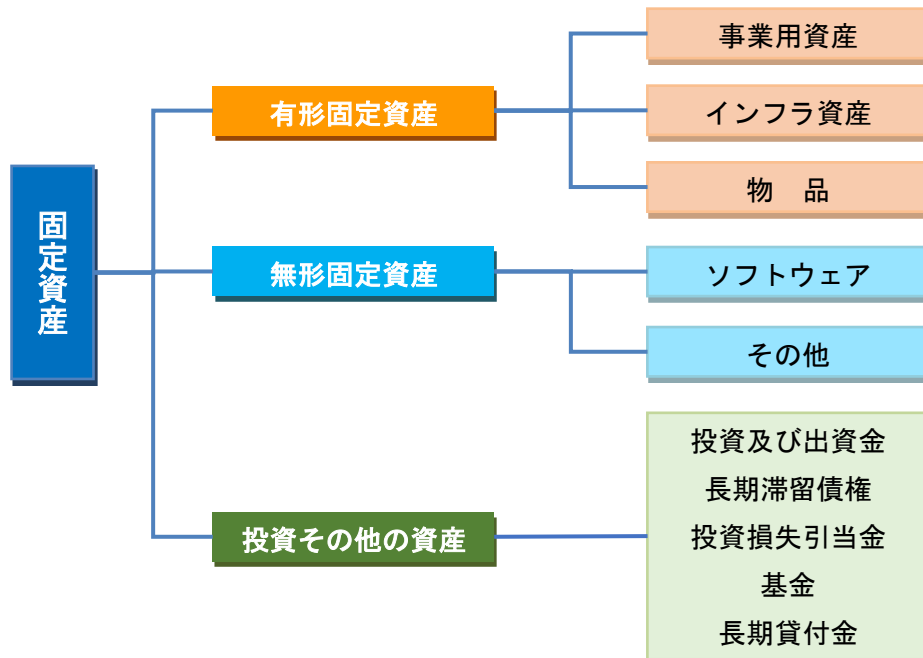 固定資産
有形固定資産
事業用資産
インフラ資産
物　品
無形固定資産
ソフトウェア
その他
投資その他の資産
投資及び出資金
長期滞留債権
投資損失引当金
基金
長期貸付金